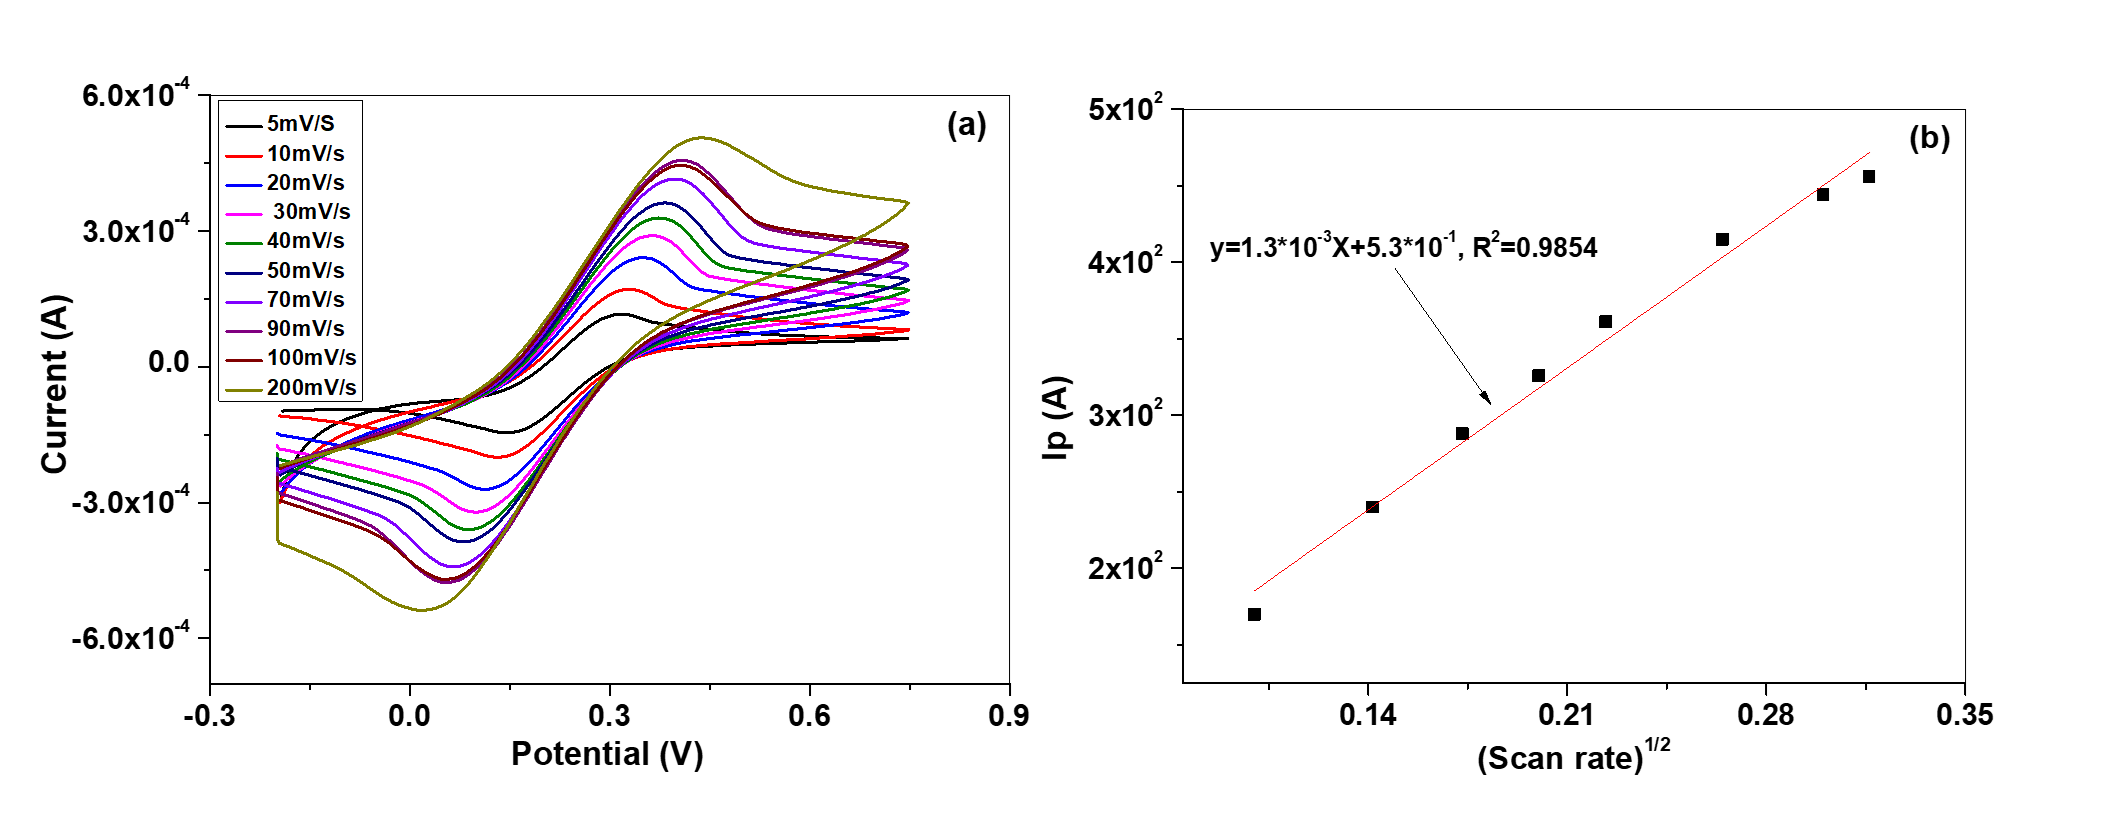 (a)
6.0x10⁻⁴
3.0x10⁻⁴
0.0
-3.0x10⁻⁴
-6.0x10⁻⁴
Current (A)
5mV/S
10mV/s
20mV/s
30mV/s
40mV/s
50mV/s
70mV/s
90mV/s
100mV/s
200mV/s
-0.3 0.0 0.3 0.6 0.9
Potential (V)
(b)
5x10²
4x10²
3x10²
2x10²
Ip (A)
y=1.3*10⁻³X+5.3*10⁻¹, R²=0.9854
0.14 0.21 0.28 0.35
(Scan rate)¹/²